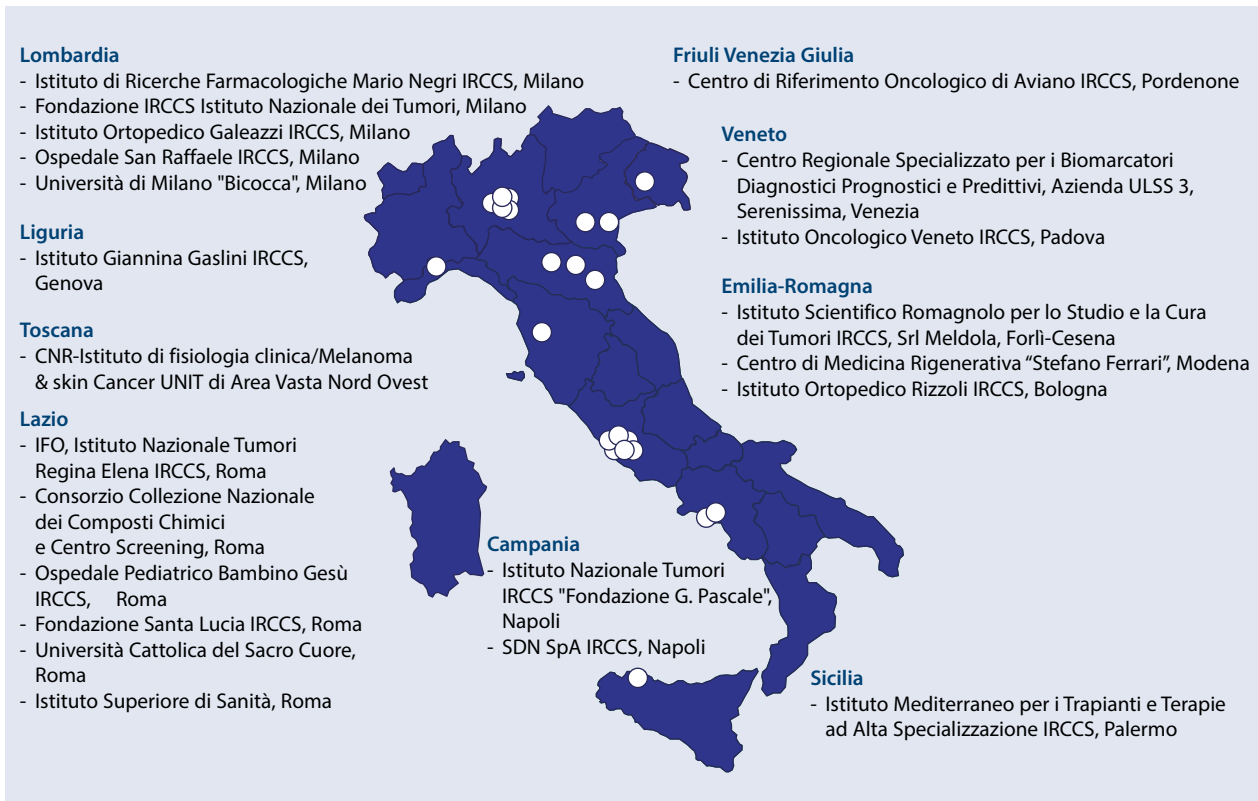 Lombardia
- Istituto di Ricerche Farmacologiche Mario Negri IRCCS, Milano
- Fondazione IRCCS Istituto Nazionale dei Tumori, Milano
- Istituto Ortopedico Galeazzi IRCCS, Milano
- Ospedale San Raffaele IRCCS, Milano
- Università di Milano "Bicocca", Milano
Liguria
- Istituto Giannina Gaslini IRCCS,
Genova
Toscana
- CNR-Istituto di fisiologia clinica/Melanoma
& skin Cancer UNIT di Area Vasta Nord Ovest
Lazio
- IFO, Istituto Nazionale Tumori
Regina Elena IRCCS, Roma
- Consorzio Collezione Nazionale
dei Composti Chimici
e Centro Screening, Roma
- Ospedale Pediatrico Bambino Gesù
IRCCS, Roma
- Fondazione Santa Lucia IRCCS, Roma
- Università Cattolica del Sacro Cuore,
Roma
- Istituto Superiore di Sanità, Roma
Campania
- Istituto Nazionale Tumori
IRCCS "Fondazione G. Pascale",
Napoli
- SDN SpA IRCCS, Napoli
Friuli Venezia Giulia
- Centro di Riferimento Oncologico di Aviano IRCCS, Pordenone
Veneto
- Centro Regionale Specializzato per i Biomarcatori
Diagnostici Prognostici e Predittivi, Azienda ULSS 3,
Serenissima, Venezia
- Istituto Oncologico Veneto IRCCS, Padova
Emilia-Romagna
- Istituto Scientifico Romagnolo per lo Studio e la Cura
dei Tumori IRCCS, Srl Meldola, Forlì-Cesena
- Centro di Medicina Rigenerativa “Stefano Ferrari”, Modena
- Istituto Ortopedico Rizzoli IRCCS, Bologna
Sicilia
- Istituto Mediterraneo per i Trapianti e Terapie
ad Alta Specializzazione IRCCS, Palermo